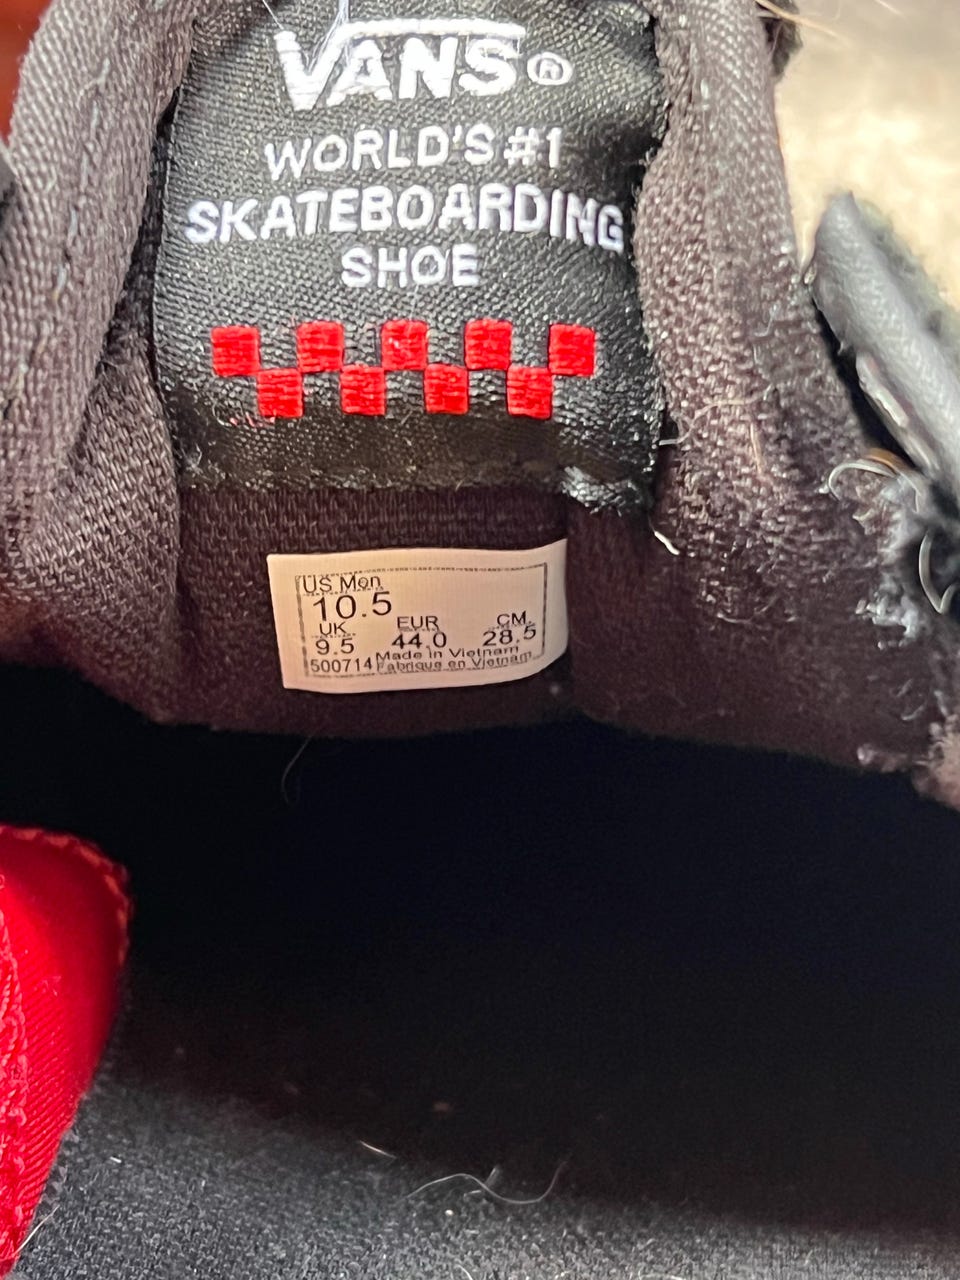 VANS®
WORLD'S #1
SKATEBOARDING
SHOE
US Men
10.5
UK EUR CM
9.5 44.0 28.5
Made in Vietnam
500714 Fabrique en Vietnam